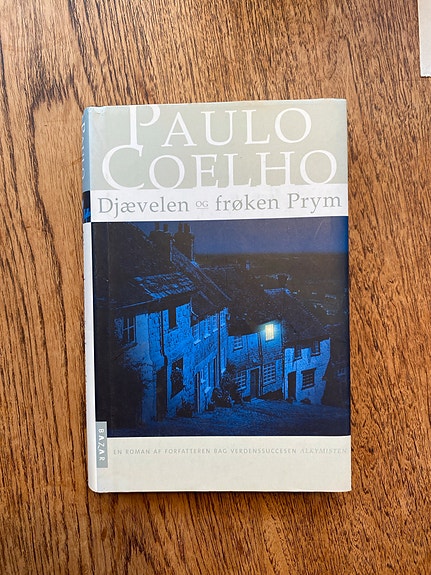 PAULO
COELHO
Djævelen OG frøken Prym
BAZAR
EN ROMAN AF FORFATTEREN BAG VERDENSSUCCESEN ALKYMISTEN